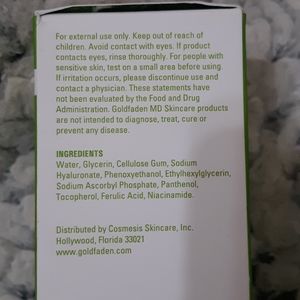 For external use only. Keep out of reach of
children. Avoid contact with eyes. If product
contacts eyes, rinse thoroughly. For people with
sensitive skin, test on a small area before using.
If irritation occurs, please discontinue use and
contact a physician. These statements have
not been evaluated by the Food and Drug
Administration. Goldfaden MD Skincare products
are not intended to diagnose, treat, cure or
prevent any disease.
INGREDIENTS
Water, Glycerin, Cellulose Gum, Sodium
Hyaluronate, Phenoxyethanol, Ethylhexylglycerin,
Sodium Ascorbyl Phosphate, Panthenol,
Tocopherol, Ferulic Acid, Niacinamide.
Distributed by Cosmesis Skincare, Inc.
Hollywood, Florida 33021
www.goldfaden.com